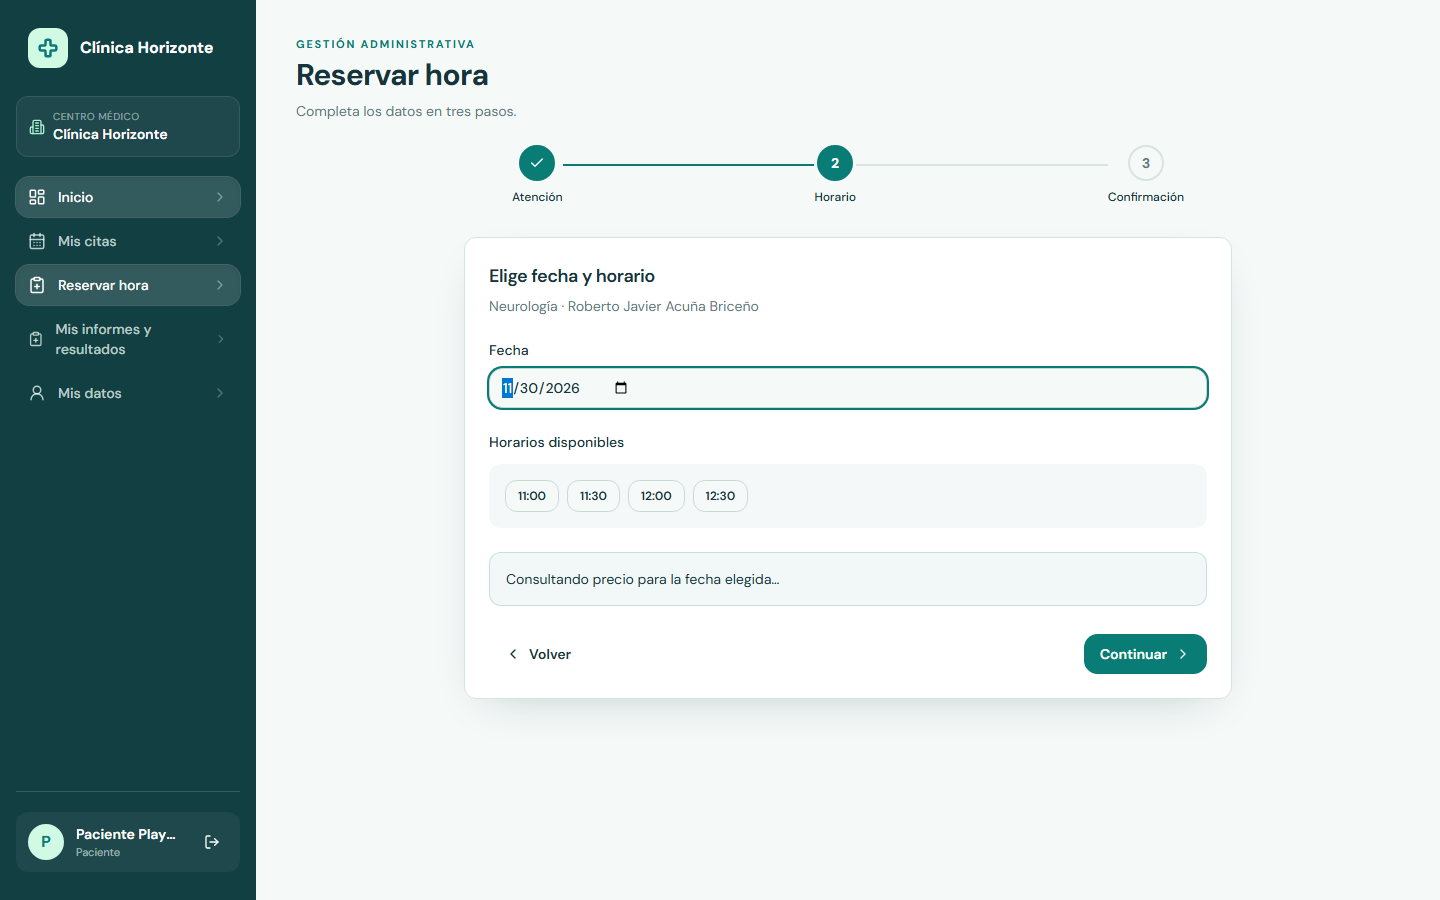 Clínica Horizonte
CENTRO MÉDICO
Clínica Horizonte
Inicio
Mis citas
Reservar hora
Mis informes y
resultados
Mis datos
P
Paciente Play...
Paciente
GESTIÓN ADMINISTRATIVA
Reservar hora
Completa los datos en tres pasos.
2
3
Atención
Horario
Confirmación
Elige fecha y horario
Neurología · Roberto Javier Acuña Briceño
Fecha
11/30/2026
Horarios disponibles
11:00
11:30
12:00
12:30
Consultando precio para la fecha elegida...
Volver
Continuar